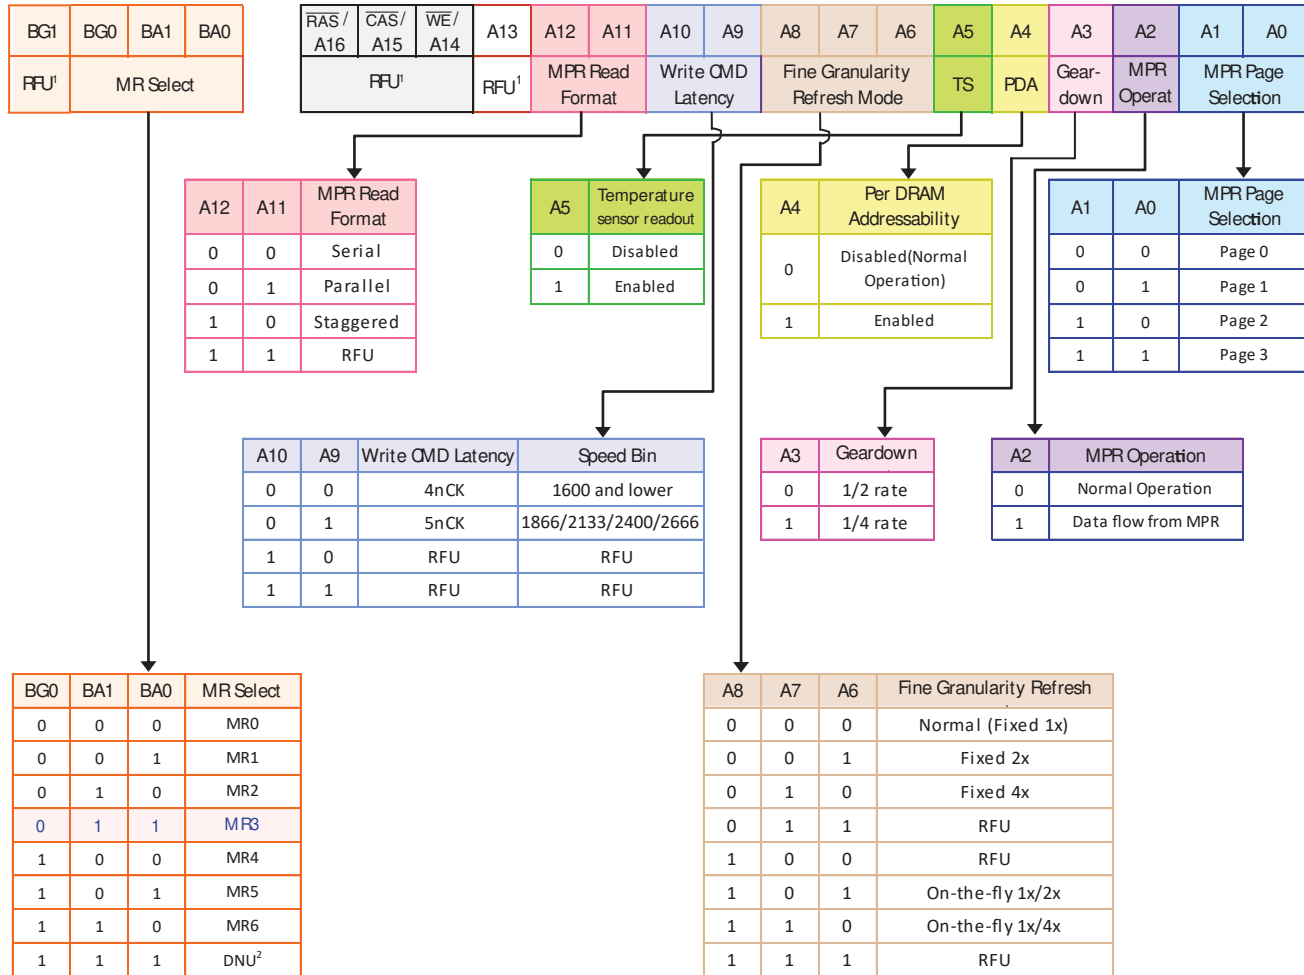 BG1 BG0 BA1 BA0
RFU¹ MR Select
RAS/ A16 CAS/ A15 WE/ A14 A13 A12 A11 A10 A9 A8 A7 A6 A5 A4 A3 A2 A1 A0
RFU¹ RFU¹ MPR Read Format Write CMD Latency Fine Granularity Refresh Mode TS PDA Gear-down MPR Operat MPR Page Selection
A12 A11 MPR Read Format
0 0 Serial
0 1 Parallel
1 0 Staggered
1 1 RFU
A5 Temperature sensor readout
0 Disabled
1 Enabled
A4 Per DRAM Addressability
0 Disabled(Normal Operation)
1 Enabled
A1 A0 MPR Page Selection
0 0 Page 0
0 1 Page 1
1 0 Page 2
1 1 Page 3
A10 A9 Write CMD Latency Speed Bin
0 0 4nCK 1600 and lower
0 1 5nCK 1866/2133/2400/2666
1 0 RFU RFU
1 1 RFU RFU
A3 Geardown
0 1/2 rate
1 1/4 rate
A2 MPR Operation
0 Normal Operation
1 Data flow from MPR
BG0 BA1 BA0 MR Select
0 0 0 MR0
0 0 1 MR1
0 1 0 MR2
0 1 1 MR3
1 0 0 MR4
1 0 1 MR5
1 1 0 MR6
1 1 1 DNU²
A8 A7 A6 Fine Granularity Refresh
0 0 0 Normal (Fixed 1x)
0 0 1 Fixed 2x
0 1 0 Fixed 4x
0 1 1 RFU
1 0 0 RFU
1 0 1 On-the-fly 1x/2x
1 1 0 On-the-fly 1x/4x
1 1 1 RFU